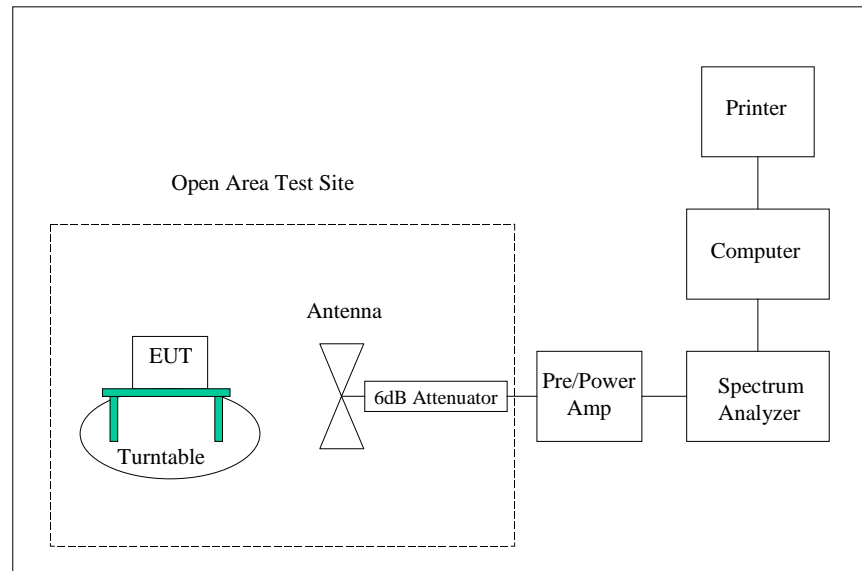 Printer
Open Area Test Site
Computer
Antenna
EUT
6dB Attenuator
Pre/Power
Amp
Spectrum
Analyzer
Turntable